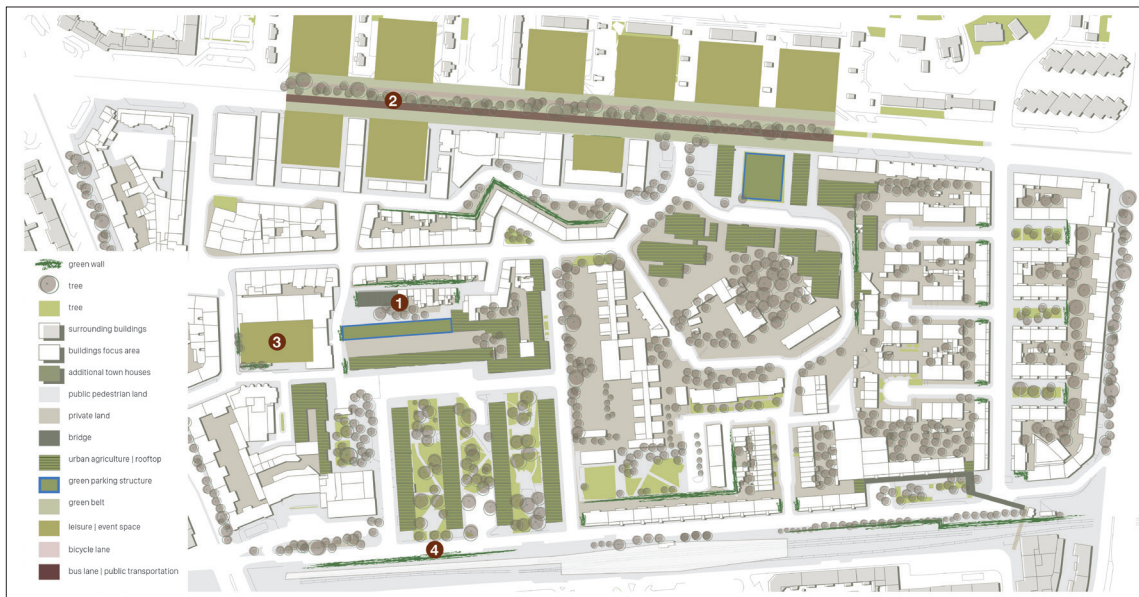 2
1
3
4
green wall
tree
tree
surrounding buildings
buildings focus area
additional town houses
public pedestrian land
private land
bridge
urban agriculture | rooftop
green parking structure
green belt
leisure | event space
bicycle lane
bus lane | public transportation